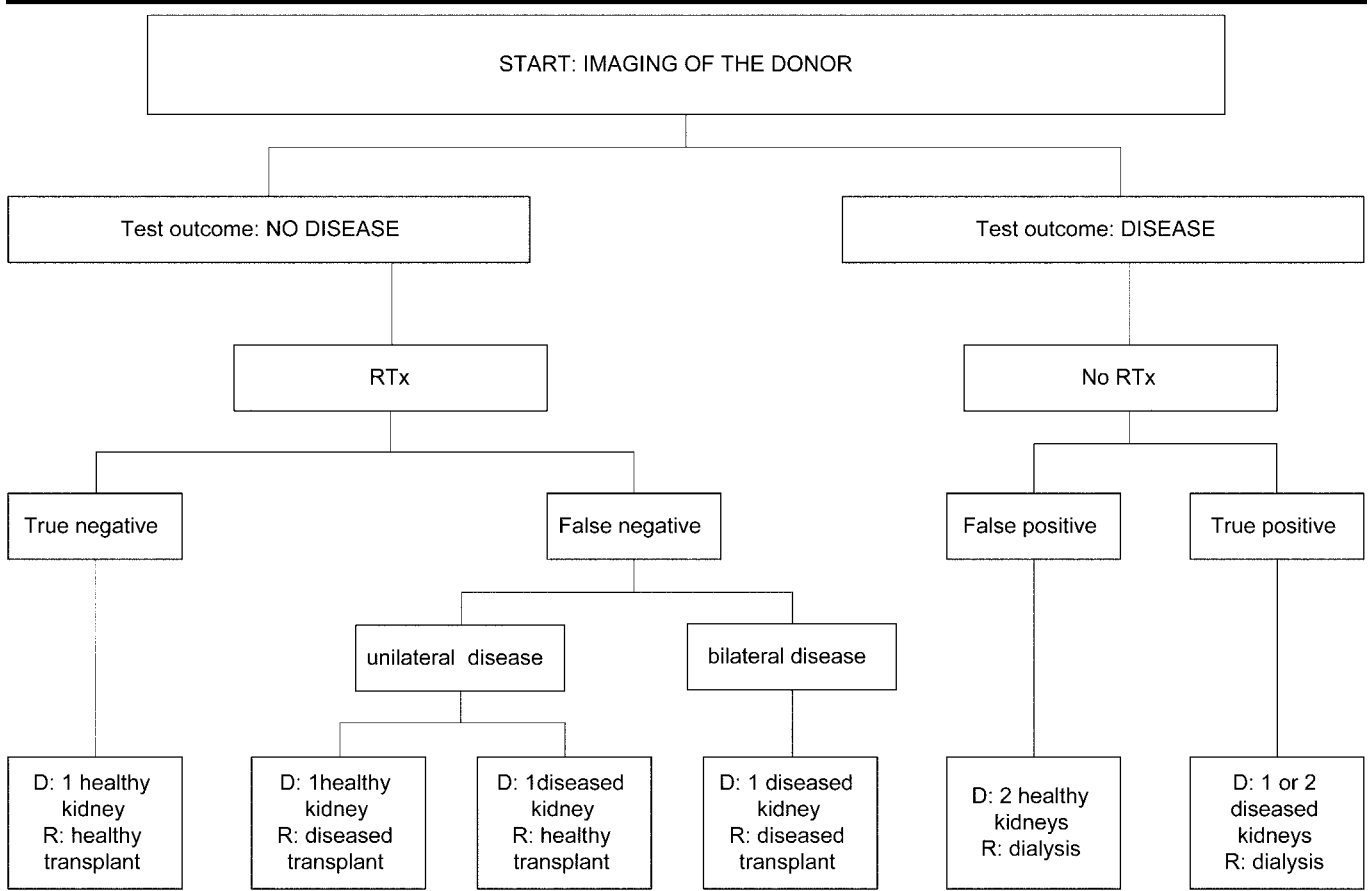 START: IMAGING OF THE DONOR
Test outcome: NO DISEASE
Test outcome: DISEASE
RTx
No RTx
True negative
False negative
False positive
True positive
unilateral disease
bilateral disease
D: 1 healthy
kidney
R: healthy
transplant
D: 1healthy
kidney
R: diseased
transplant
D: 1diseased
kidney
R: healthy
transplant
D: 1 diseased
kidney
R: diseased
transplant
D: 2 healthy
kidneys
R: dialysis
D: 1 or 2
diseased
kidneys
R: dialysis